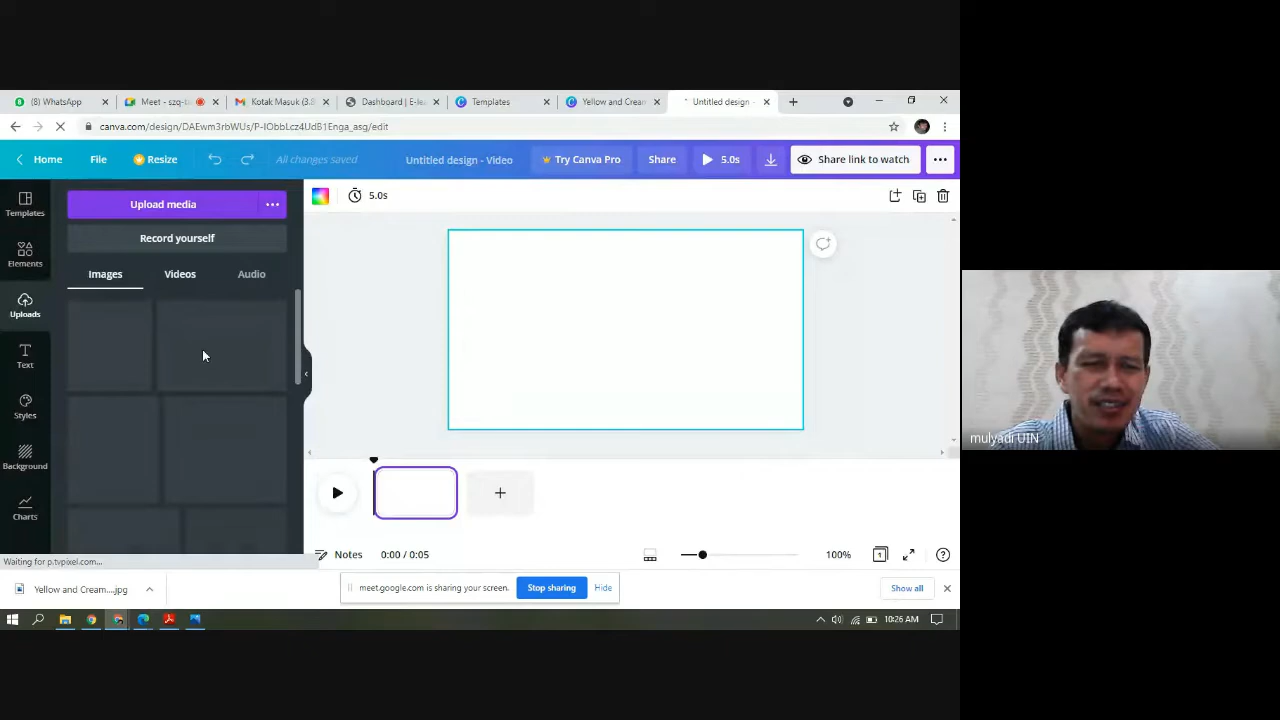 (8) WhatsApp
Meet - szq-t
Kotak Masuk (3.8
Dashboard | E-le
Templates
Yellow and Crean
Untitled design -
canva.com/design/DAEwm3rbWUs/P-IObbLcz4UdB1Enga_asg/edit
Home
File
Resize
All changes saved
Untitled design - Video
Try Canva Pro
Share
5.0s
Share link to watch
Templates
Elements
Uploads
Text
Styles
Background
Charts
Upload media
Record yourself
Images
Videos
Audio
5.0s
mulyadi UIN
Notes
0:00 / 0:05
100%
1
Waiting for p.typixel.com...
Yellow and Cream....jpg
meet.google.com is sharing your screen.
Stop sharing
Hide
Show all
10:26 AM